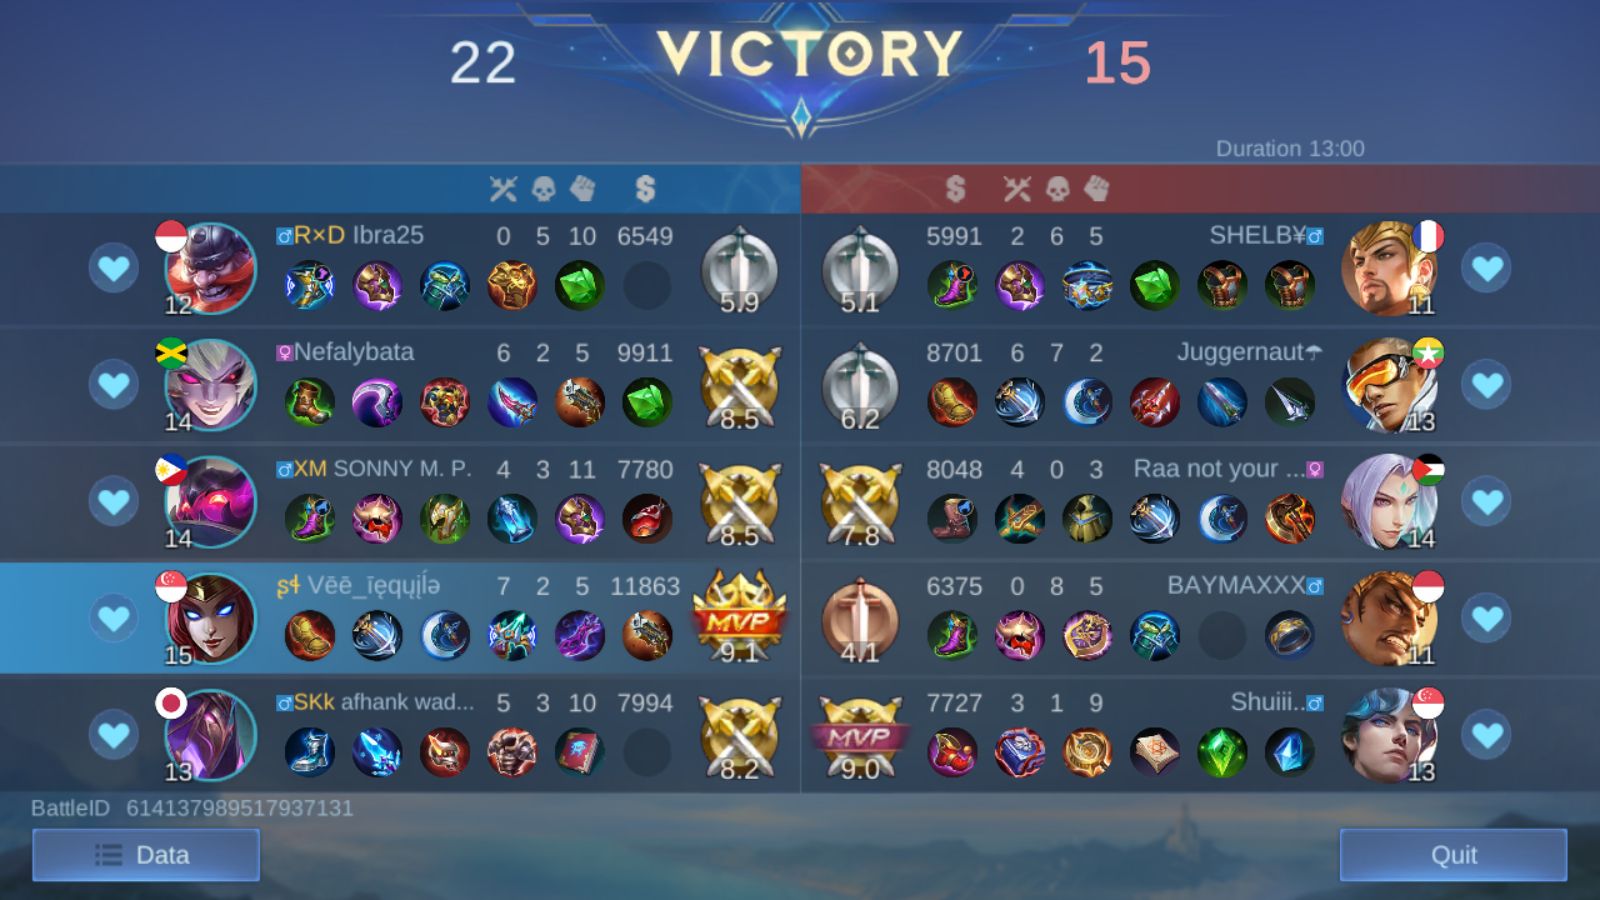 22 VICTORY 15
Duration 13:00
R×D Ibra25 0 5 10 6549
12 5.9
5.1 5991 2 6 5 SHELB¥
11
Nefalybata 6 2 5 9911
14 8.5
8701 6 7 2 Juggernaut☂
6.2 13
XM SONNY M. P. 4 3 11 7780
14 8.5
8048 4 0 3 Raa not your ...
7.8 14
7 2 5 11863
MVP
15 9.1
6375 0 8 5 BAYMAXXX
4.1 11
SKk afhank wad... 5 3 10 7994
13 8.2
7727 3 1 9 Shuiii..
MVP
9.0 13
BattleID 614137989517937131
Data
Quit